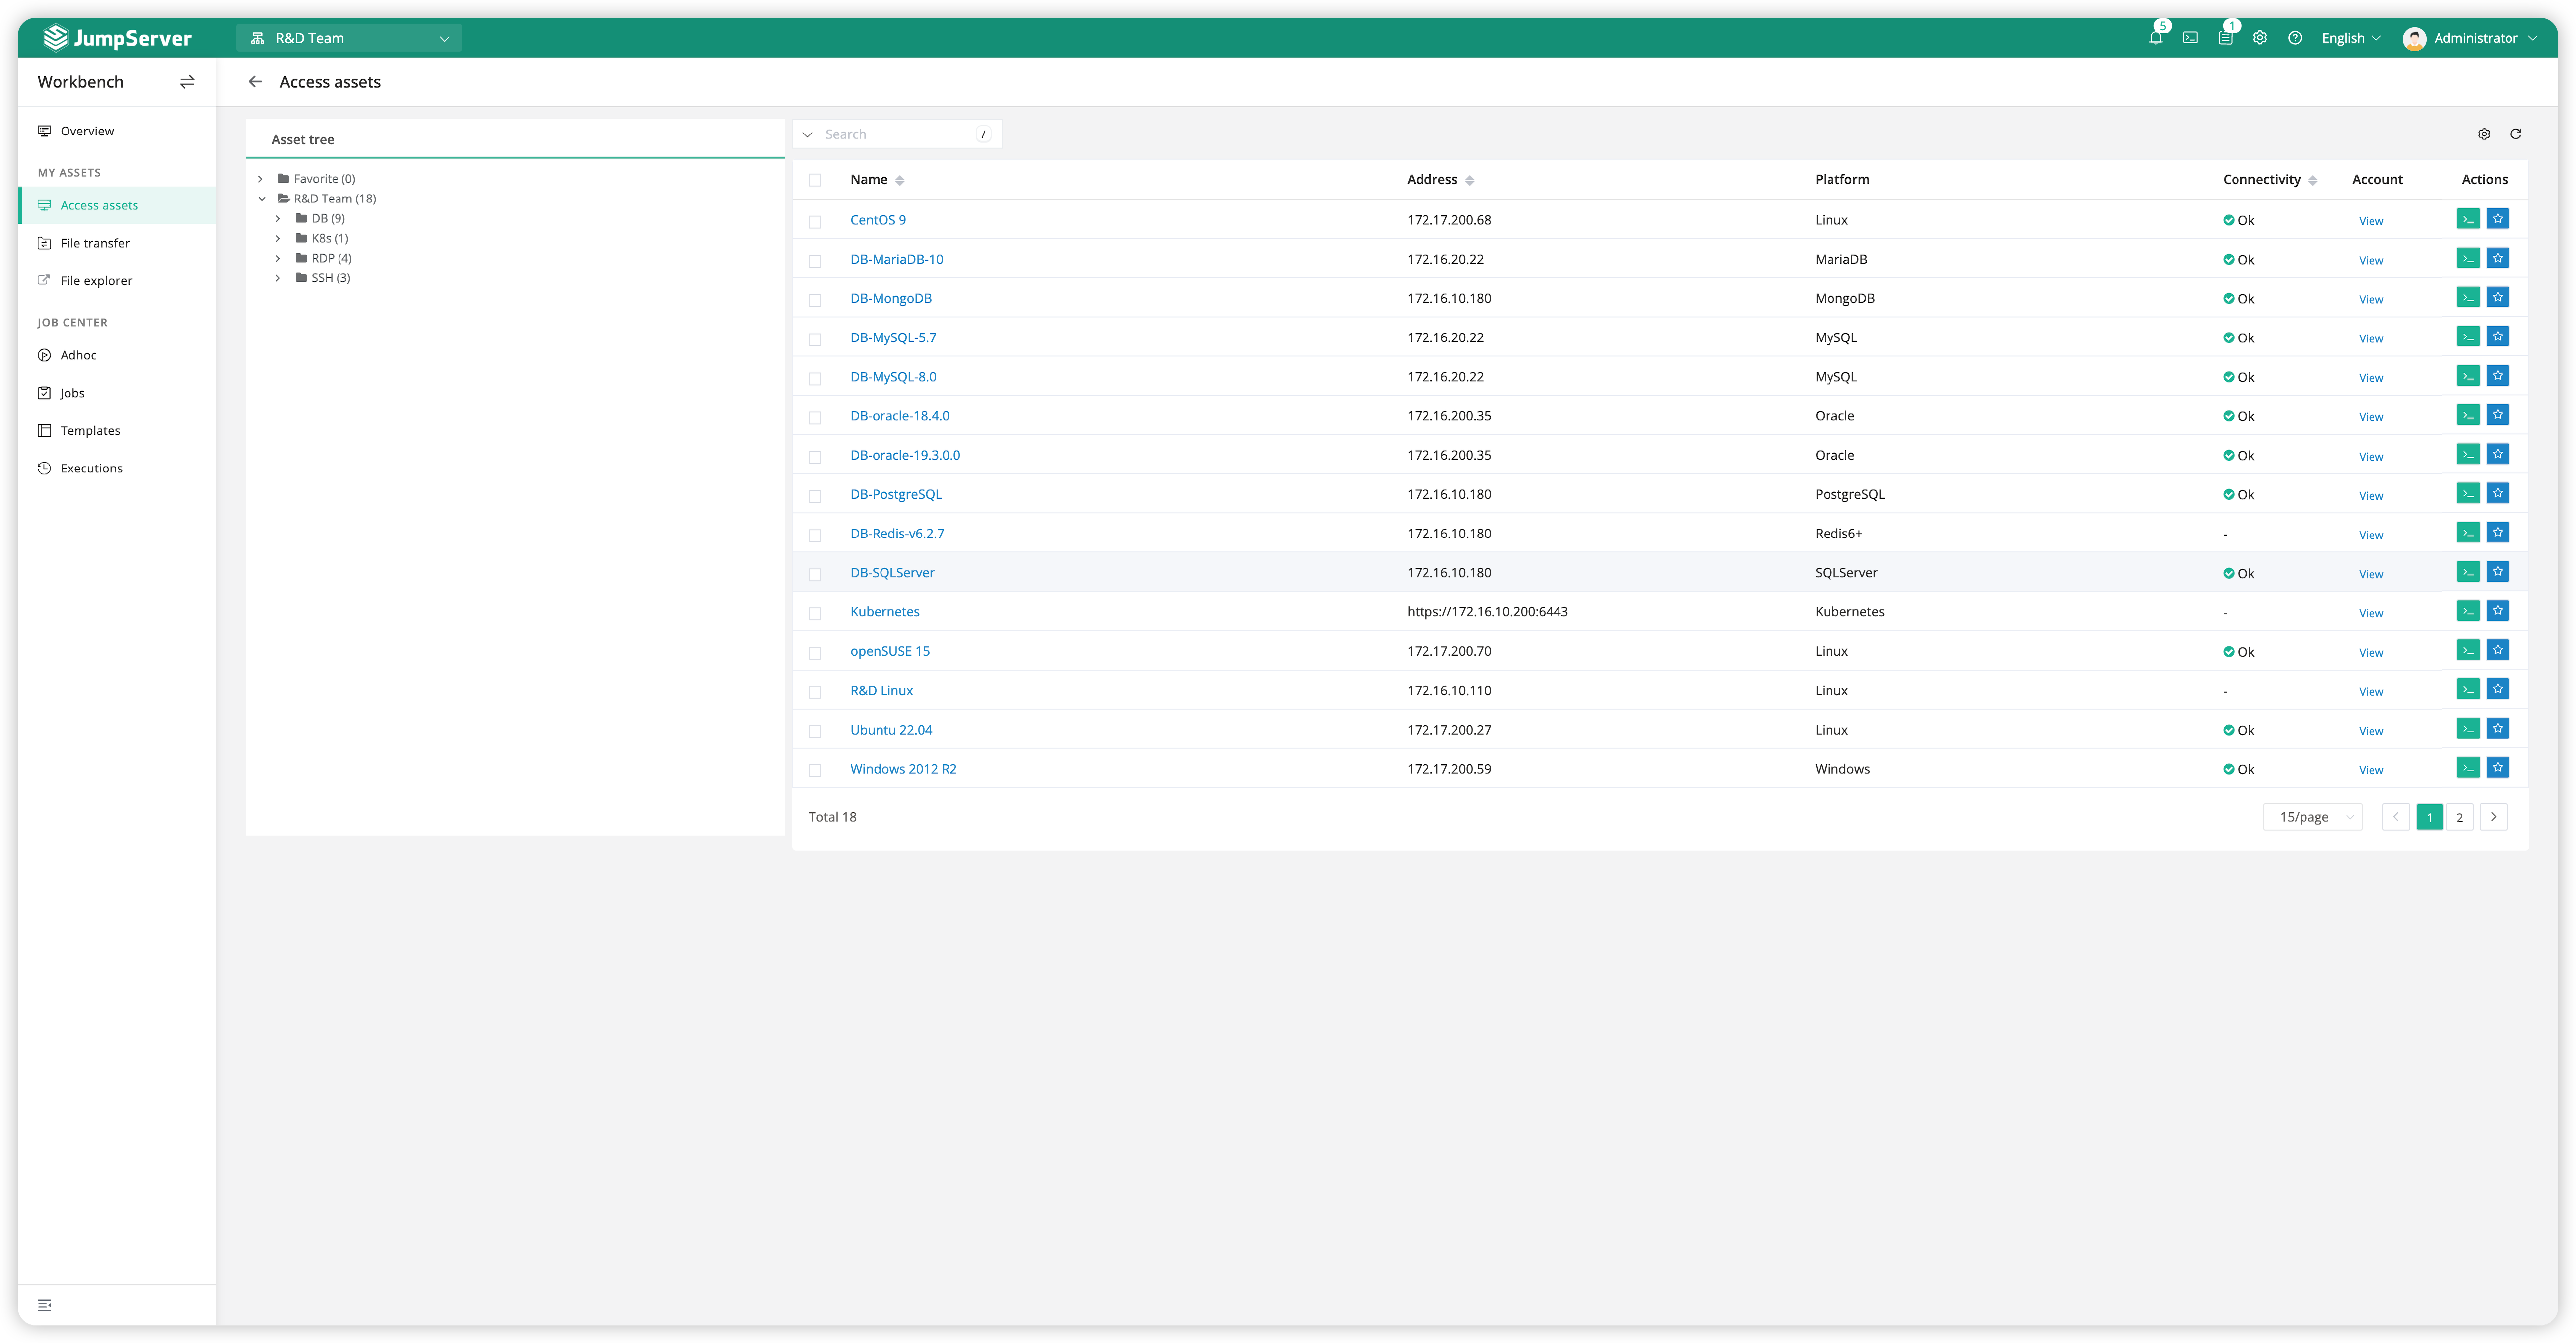 JumpServer
R&D Team
5
1
English
Administrator
Workbench
Access assets
Overview
MY ASSETS
Access assets
File transfer
File explorer
JOB CENTER
Adhoc
Jobs
Templates
Executions
Asset tree
Favorite (0)
R&D Team (18)
DB (9)
K8s (1)
RDP (4)
SSH (3)
Search /
Name Address Platform Connectivity Account Actions
CentOS 9 172.17.200.68 Linux Ok View
DB-MariaDB-10 172.16.20.22 MariaDB Ok View
DB-MongoDB 172.16.10.180 MongoDB Ok View
DB-MySQL-5.7 172.16.20.22 MySQL Ok View
DB-MySQL-8.0 172.16.20.22 MySQL Ok View
DB-oracle-18.4.0 172.16.200.35 Oracle Ok View
DB-oracle-19.3.0.0 172.16.200.35 Oracle Ok View
DB-PostgreSQL 172.16.10.180 PostgreSQL Ok View
DB-Redis-v6.2.7 172.16.10.180 Redis6+ - View
DB-SQLServer 172.16.10.180 SQLServer Ok View
Kubernetes https://172.16.10.200:6443 Kubernetes - View
openSUSE 15 172.17.200.70 Linux Ok View
R&D Linux 172.16.10.110 Linux - View
Ubuntu 22.04 172.17.200.27 Linux Ok View
Windows 2012 R2 172.17.200.59 Windows Ok View
Total 18 15/page 1 2